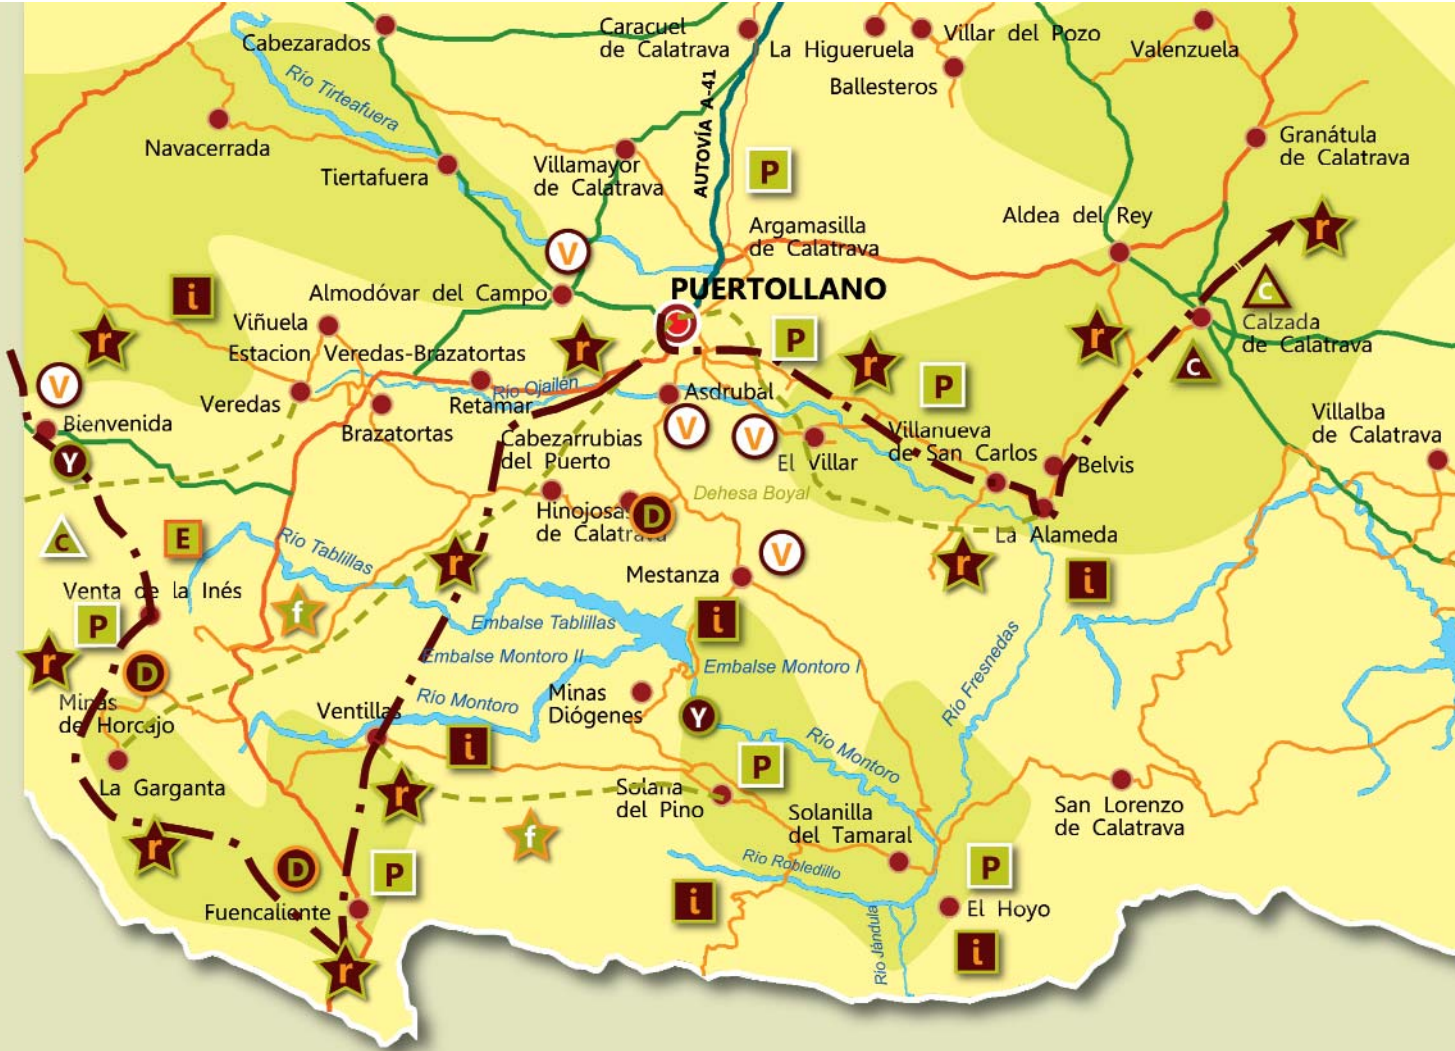 Cabezarados
Caracuel
de Calatrava
La Higueruela
Villar del Pozo
Ballesteros
Valenzuela
Río Tirteafuera
AUTOVÍA A-41
Navacerrada
Tiertafuera
Villamayor
de Calatrava
P
Granátula
de Calatrava
Argamasilla
de Calatrava
Aldea del Rey
r
V
i
Almodóvar del Campo
PUERTOLLANO
C
Viñuela
Estacion Veredas-Brazatortas
r
r
P
r
r
Calzada
de Calatrava
C
V
Veredas
Retamar
Río Ojailén
Asdrubal
P
Bienvenida
Brazatortas
V
V
Villanueva
de San Carlos
Villalba
de Calatrava
Y
Cabezarrubias
del Puerto
El Villar
Belvis
Dehesa Boyal
Hinojosas
de Calatrava
D
La Alameda
C
E
Río Tablillas
r
V
r
i
Mestanza
Venta de la Inés
P
f
Embalse Tablillas
i
r
D
Embalse Montoro II
Embalse Montoro I
Río Fresnedas
Minas
de Horcajo
Ventillas
Río Montoro
Minas
Diógenes
Y
i
Río Montoro
La Garganta
r
Solana
del Pino
P
San Lorenzo
de Calatrava
Solanilla
del Tamaral
r
f
D
P
Río Robledillo
P
Fuencaliente
i
El Hoyo
Río Jándula
i
r